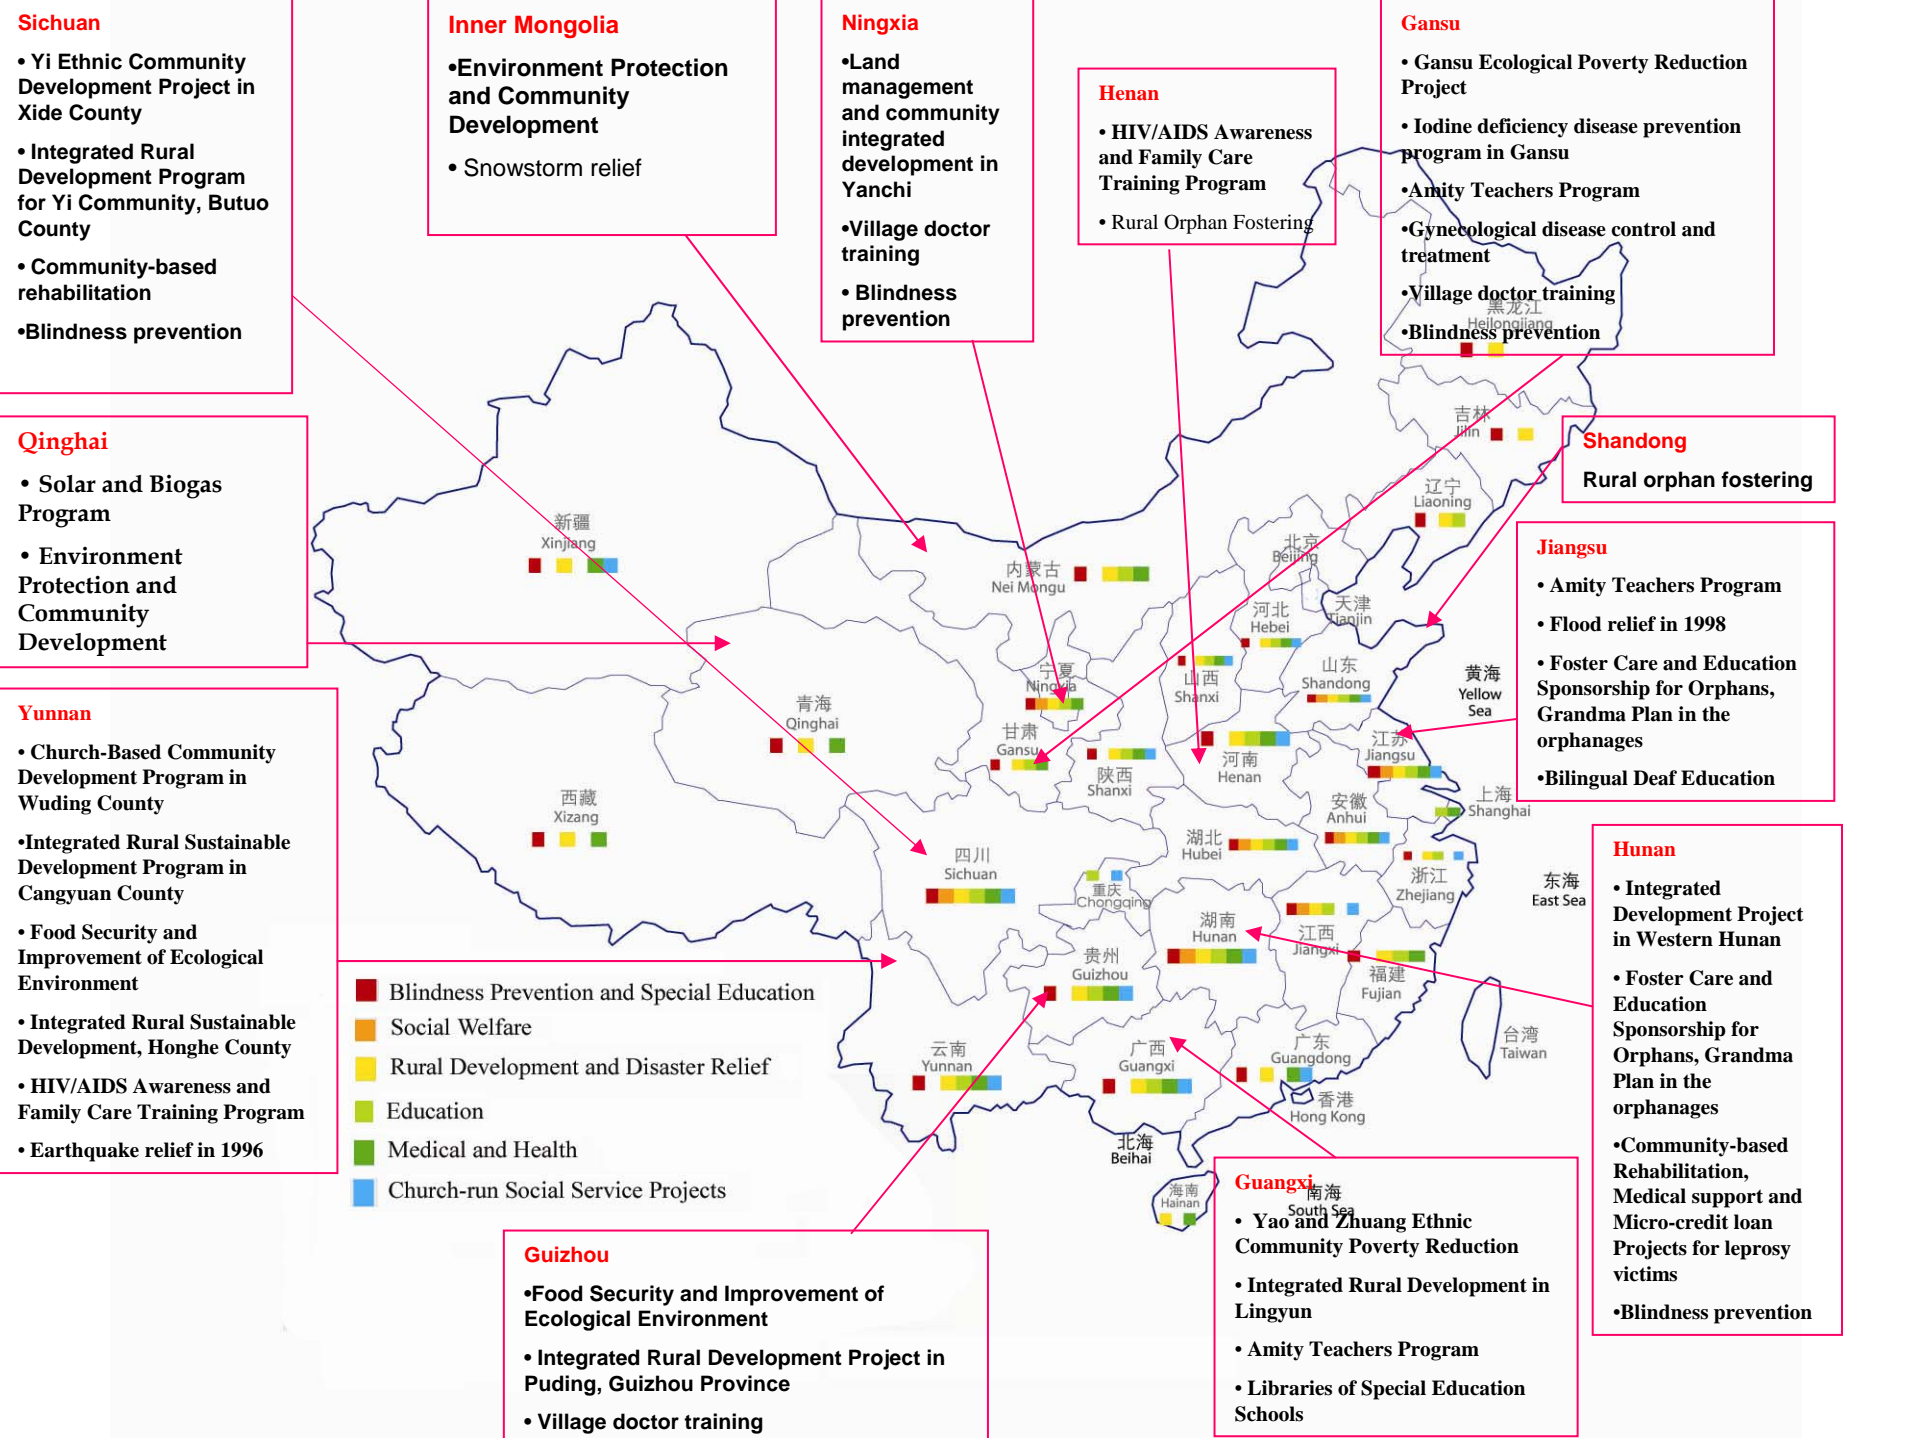 Sichuan
• Yi Ethnic Community
Development Project in
Xide County
• Integrated Rural
Development Program
for Yi Community, Butuo
County
• Community-based
rehabilitation
•Blindness prevention
Inner Mongolia
•Environment Protection
and Community
Development
• Snowstorm relief
Ningxia
•Land
management
and community
integrated
development in
Yanchi
•Village doctor
training
• Blindness
prevention
Henan
• HIV/AIDS Awareness
and Family Care
Training Program
• Rural Orphan Fostering
Gansu
• Gansu Ecological Poverty Reduction
Project
• Iodine deficiency disease prevention
program in Gansu
•Amity Teachers Program
•Gynecological disease control and
treatment
•Village doctor training
•Blindness prevention
黑龙江
Heilongjiang
吉林
Jilin
辽宁
Liaoning
Shandong
Rural orphan fostering
Qinghai
• Solar and Biogas
Program
• Environment
Protection and
Community
Development
Jiangsu
• Amity Teachers Program
• Flood relief in 1998
• Foster Care and Education
Sponsorship for Orphans,
Grandma Plan in the
orphanages
•Bilingual Deaf Education
新疆
Xinjiang
内蒙古
Nei Mongu
北京
Beijing
天津
Tianjin
河北
Hebei
山西
Shanxi
山东
Shandong
黄海
Yellow
Sea
宁夏
Ningxia
青海
Qinghai
甘肃
Gansu
陕西
Shanxi
河南
Henan
江苏
Jiangsu
西藏
Xizang
安徽
Anhui
上海
Shanghai
湖北
Hubei
四川
Sichuan
重庆
Chongqing
浙江
Zhejiang
东海
East Sea
湖南
Hunan
江西
Jiangxi
贵州
Guizhou
福建
Fujian
台湾
Taiwan
云南
Yunnan
广西
Guangxi
广东
Guangdong
香港
Hong Kong
北海
Beihai
海南
Hainan
南海
South Sea
Yunnan
• Church-Based Community
Development Program in
Wuding County
•Integrated Rural Sustainable
Development Program in
Cangyuan County
• Food Security and
Improvement of Ecological
Environment
• Integrated Rural Sustainable
Development, Honghe County
• HIV/AIDS Awareness and
Family Care Training Program
• Earthquake relief in 1996
Blindness Prevention and Special Education
Social Welfare
Rural Development and Disaster Relief
Education
Medical and Health
Church-run Social Service Projects
Hunan
• Integrated
Development Project
in Western Hunan
• Foster Care and
Education
Sponsorship for
Orphans, Grandma
Plan in the
orphanages
•Community-based
Rehabilitation,
Medical support and
Micro-credit loan
Projects for leprosy
victims
•Blindness prevention
Guizhou
•Food Security and Improvement of
Ecological Environment
• Integrated Rural Development Project in
Puding, Guizhou Province
• Village doctor training
Guangxi
• Yao and Zhuang Ethnic
Community Poverty Reduction
• Integrated Rural Development in
Lingyun
• Amity Teachers Program
• Libraries of Special Education
Schools